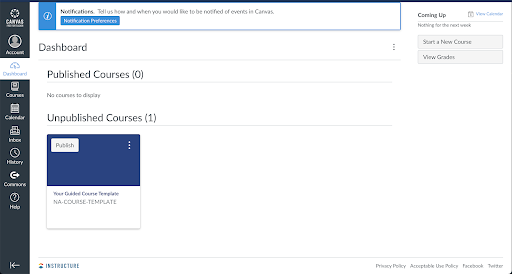 CANVAS
Account
Dashboard
Courses
Calendar
Inbox
History
Commons
Help
Notifications. Tell us how and when you would like to be notified of events in Canvas.
Notification Preferences
Dashboard
Published Courses (0)
No courses to display
Unpublished Courses (1)
Publish
Your Guided Course Template
NA-COURSE-TEMPLATE
Coming Up
View Calendar
Nothing for the next week
Start a New Course
View Grades
INSTRUCTURE
Privacy Policy Acceptable Use Policy Facebook Twitter